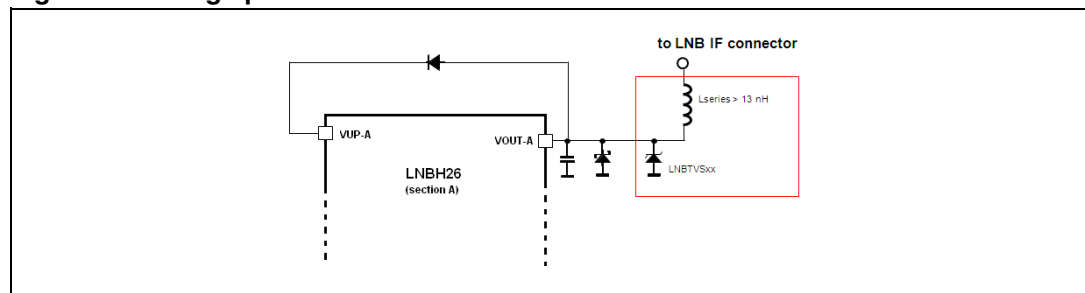 to LNB IF connector
Lseries > 13 nH
VUP-A
VOUT-A
LNBTVSxx
LNBH26
(section A)